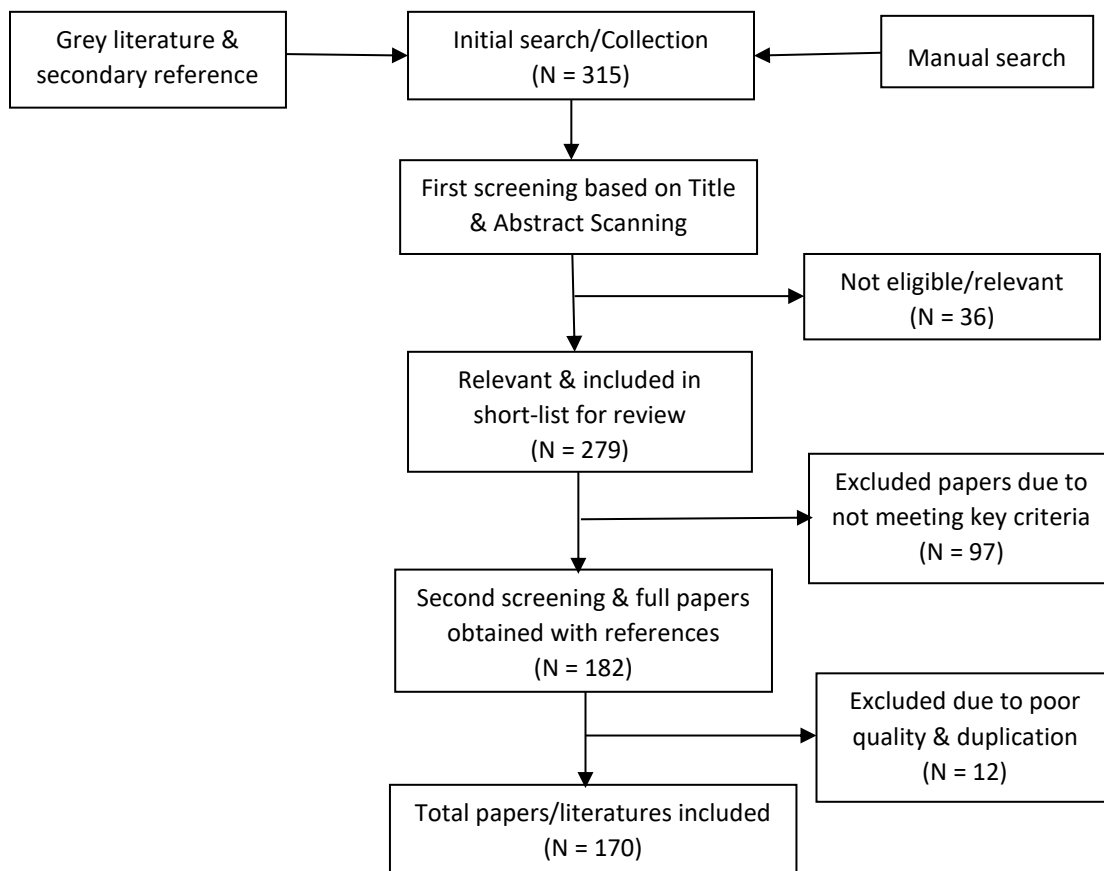 Grey literature &
secondary reference
Initial search/Collection
(N = 315)
Manual search
First screening based on Title
& Abstract Scanning
Not eligible/relevant
(N = 36)
Relevant & included in
short-list for review
(N = 279)
Excluded papers due to
not meeting key criteria
(N = 97)
Second screening & full papers
obtained with references
(N = 182)
Excluded due to poor
quality & duplication
(N = 12)
Total papers/literatures included
(N = 170)